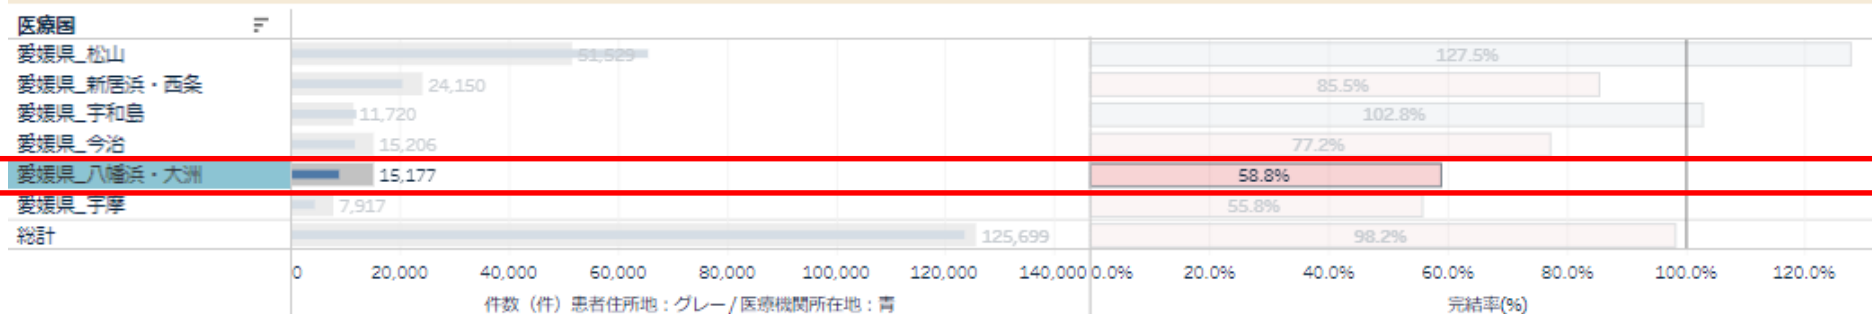 医療圏
愛媛県_松山 51,529 127.5%
愛媛県_新居浜・西条 24,150 85.5%
愛媛県_宇和島 11,720 102.8%
愛媛県_今治 15,206 77.2%
愛媛県_八幡浜・大洲 15,177 58.8%
愛媛県_宇摩 7,917 55.8%
総計 125,699 98.2%
0 20,000 40,000 60,000 80,000 100,000 120,000 140,000 0.0% 20.0% 40.0% 60.0% 80.0% 100.0% 120.0%
件数（件）患者住所地：グレー/医療機関所在地：青 完結率(%)